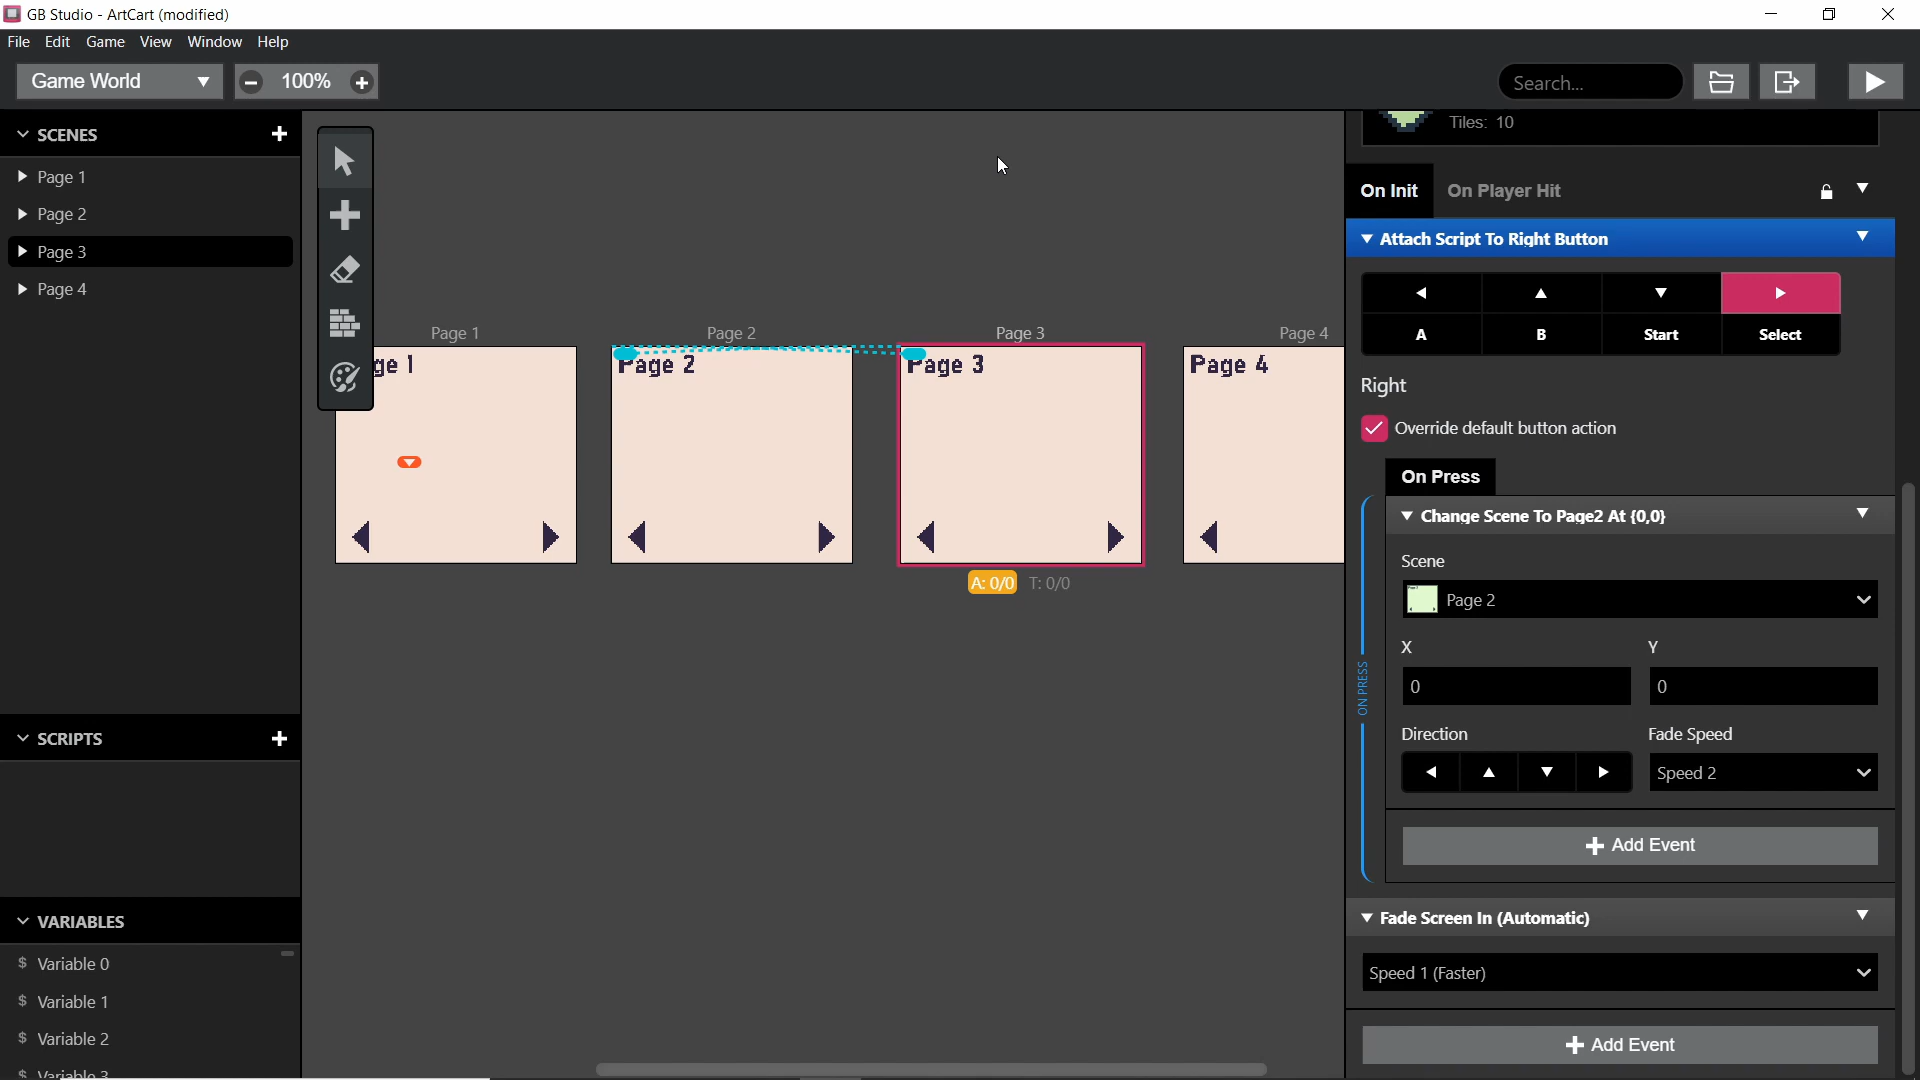 GB Studio - ArtCart (modified)
File Edit Game View Window Help
Game World
100%
Search...
SCENES
Page 1
Page 2
Page 3
Page 4
SCRIPTS
VARIABLES
$ Variable 0
$ Variable 1
$ Variable 2
$ Variable 3
Page 1
Page 2
Page 3
Page 4
ge 1
Page 2
Page 3
Page 4
A: 0/0 T: 0/0
Tiles: 10
On Init On Player Hit
Attach Script To Right Button
A B Start Select
Right
Override default button action
On Press
ON PRESS
Change Scene To Page2 At {0,0}
Scene
Page 2
X Y
0 0
Direction Fade Speed
Speed 2
Add Event
Fade Screen In (Automatic)
Speed 1 (Faster)
Add Event